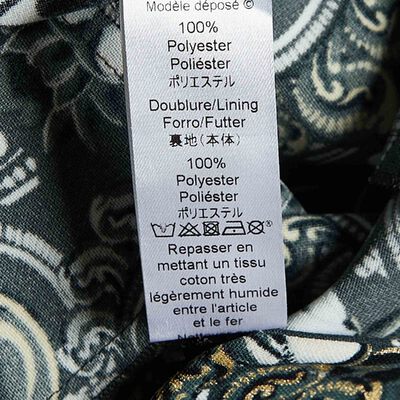 Modèle déposé ©
100%
Polyester
Poliéster
ポリエステル
Doublure/Lining
Forro/Futter
裏地(本体)
100%
Polyester
Poliéster
ポリエステル
Repasser en
mettant un tissu
coton très
légèrement humide
entre l'article
et le fer